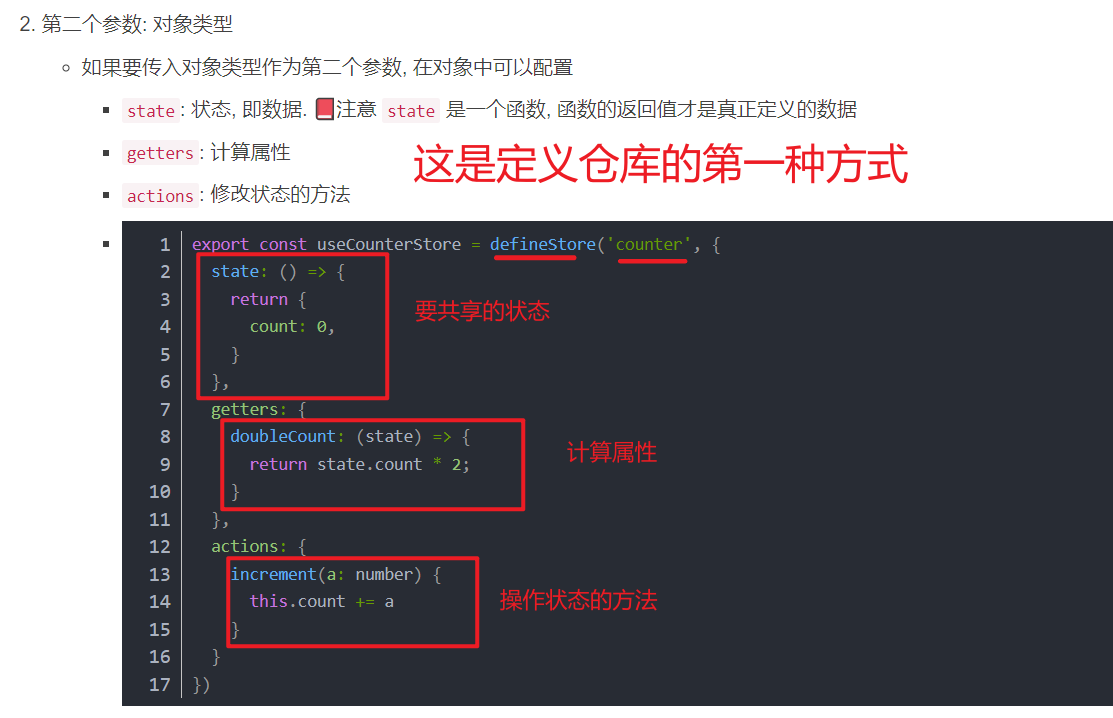 2. 第二个参数: 对象类型
如果要传入对象类型作为第二个参数, 在对象中可以配置
state: 状态, 即数据. 📕注意 state 是一个函数, 函数的返回值才是真正定义的数据
getters: 计算属性
这是定义仓库的第一种方式
actions: 修改状态的方法
1 export const useCounterStore = defineStore('counter', {
2 state: () => {
3 return {
要共享的状态
4 count: 0,
5 }
6 },
7 getters: {
8 doubleCount: (state) => {
计算属性
9 return state.count * 2;
10 }
11 },
12 actions: {
13 increment(a: number) {
14 this.count += a
操作状态的方法
15 }
16 }
17 })